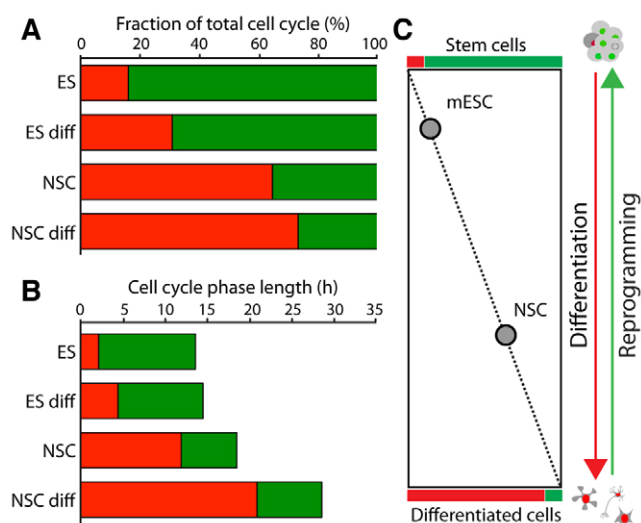 A
Fraction of total cell cycle (%)
0 20 40 60 80 100
ES
ES diff
NSC
NSC diff
B
Cell cycle phase length (h)
0 5 10 15 20 25 30 35
ES
ES diff
NSC
NSC diff
C
Stem cells
mESC
NSC
Differentiated cells
Differentiation
Reprogramming